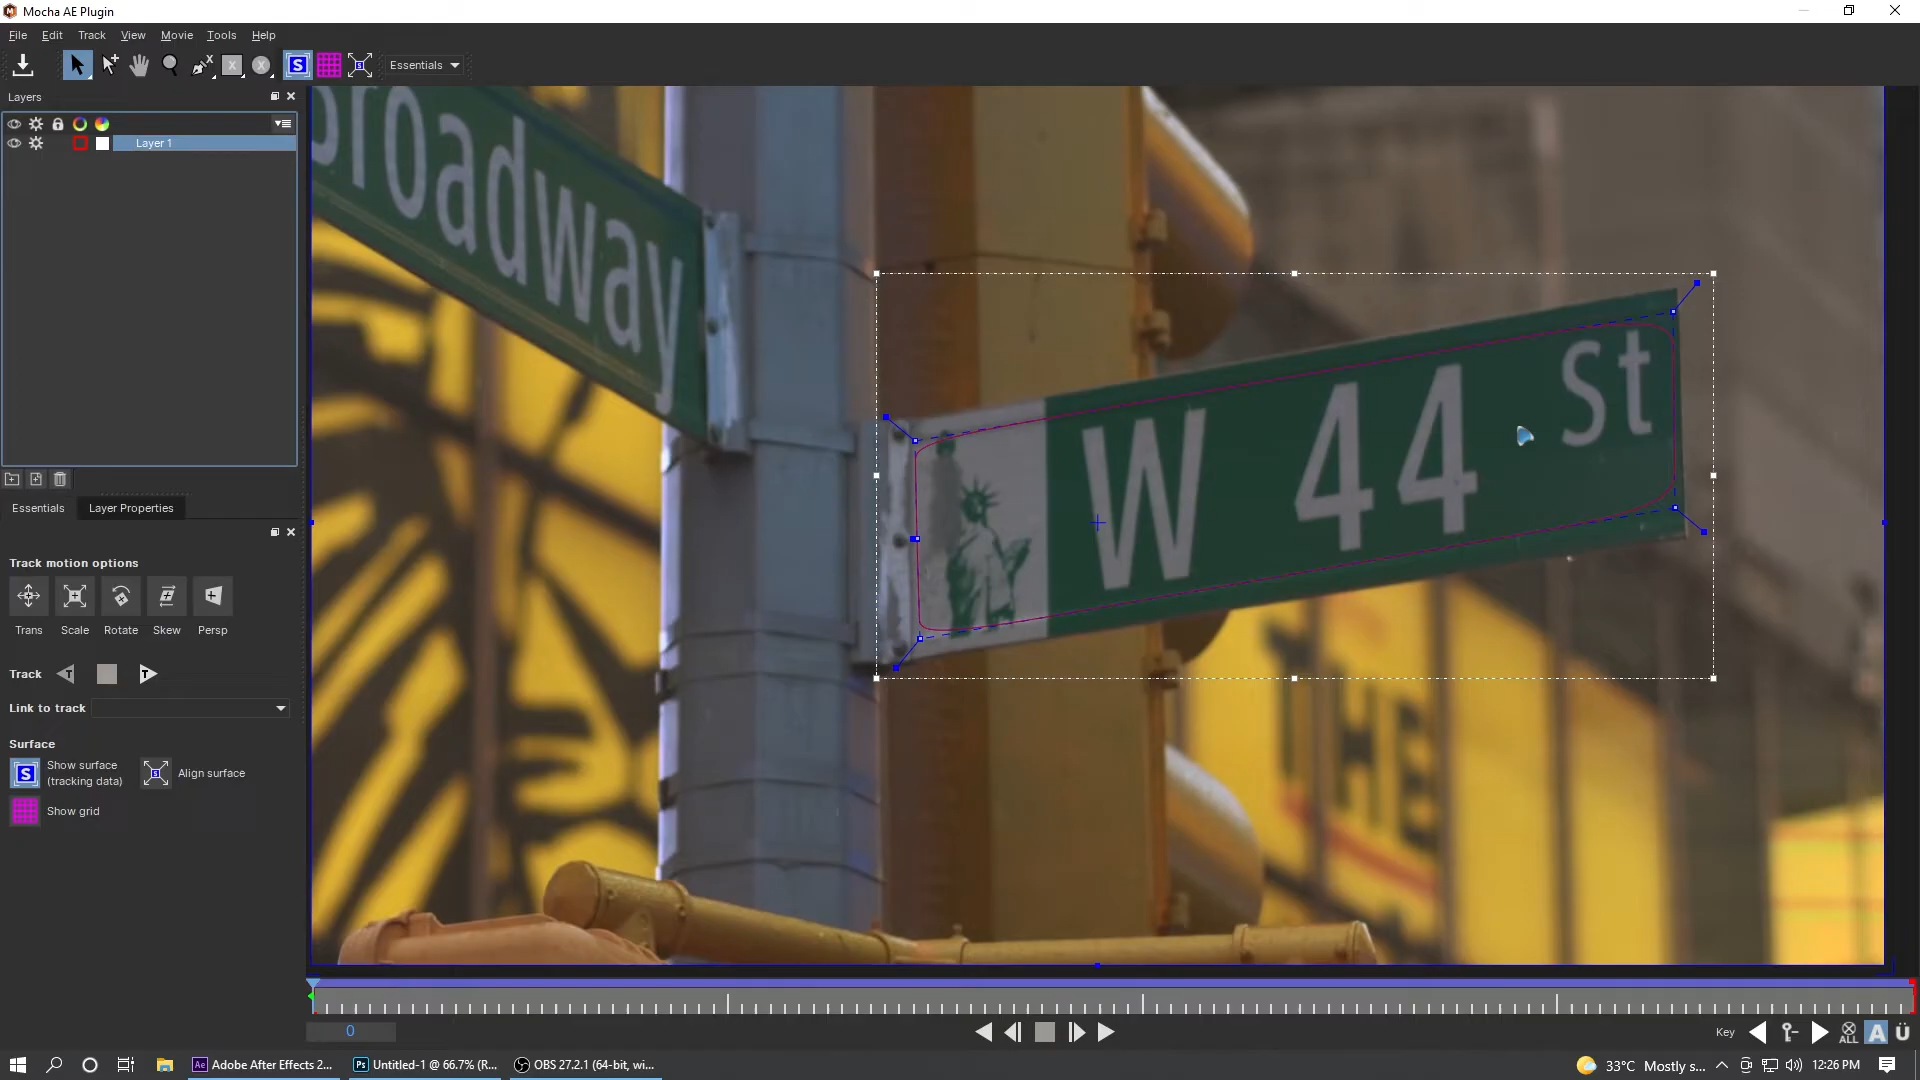 Mocha AE Plugin
File Edit Track View Movie Tools Help
Essentials
Layers
Layer 1
Essentials Layer Properties
Track motion options
Trans Scale Rotate Skew Persp
Track
Link to track
Surface
Show surface
(tracking data)
Align surface
Show grid
Broadway
W 44 St
THE
0
Key
ALL
Adobe After Effects 2...
Untitled-1 @ 66.7% (R...
OBS 27.2.1 (64-bit, wi...
33°C Mostly s...
12:26 PM